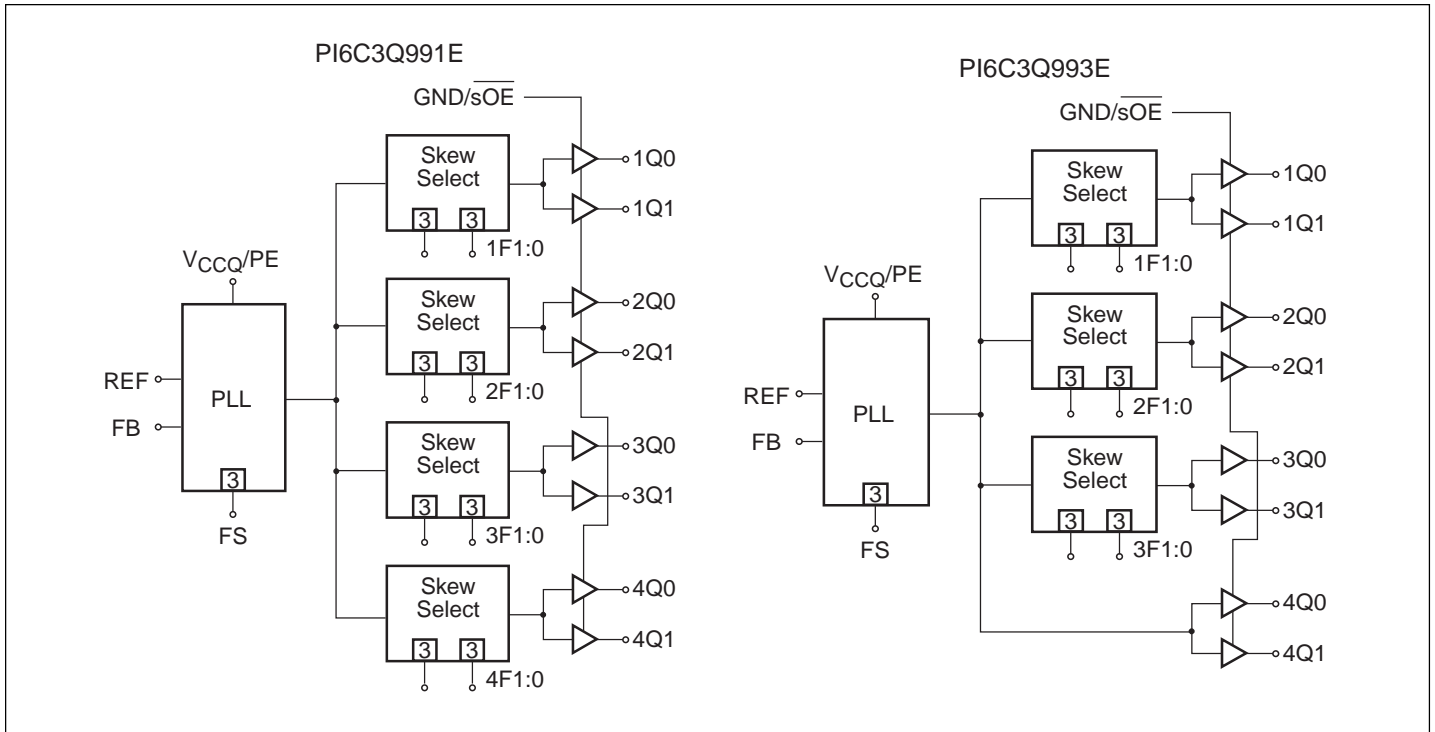 PI6C3Q991E
GND/sOE
Skew
Select
3 3
1F1:0
1Q0
1Q1
VCCQ/PE
Skew
Select
3 3
2F1:0
2Q0
2Q1
REF
FB
PLL
3
FS
Skew
Select
3 3
3F1:0
3Q0
3Q1
Skew
Select
3 3
4F1:0
4Q0
4Q1
PI6C3Q993E
GND/sOE
Skew
Select
3 3
1F1:0
1Q0
1Q1
VCCQ/PE
Skew
Select
3 3
2F1:0
2Q0
2Q1
REF
FB
PLL
3
FS
Skew
Select
3 3
3F1:0
3Q0
3Q1
4Q0
4Q1